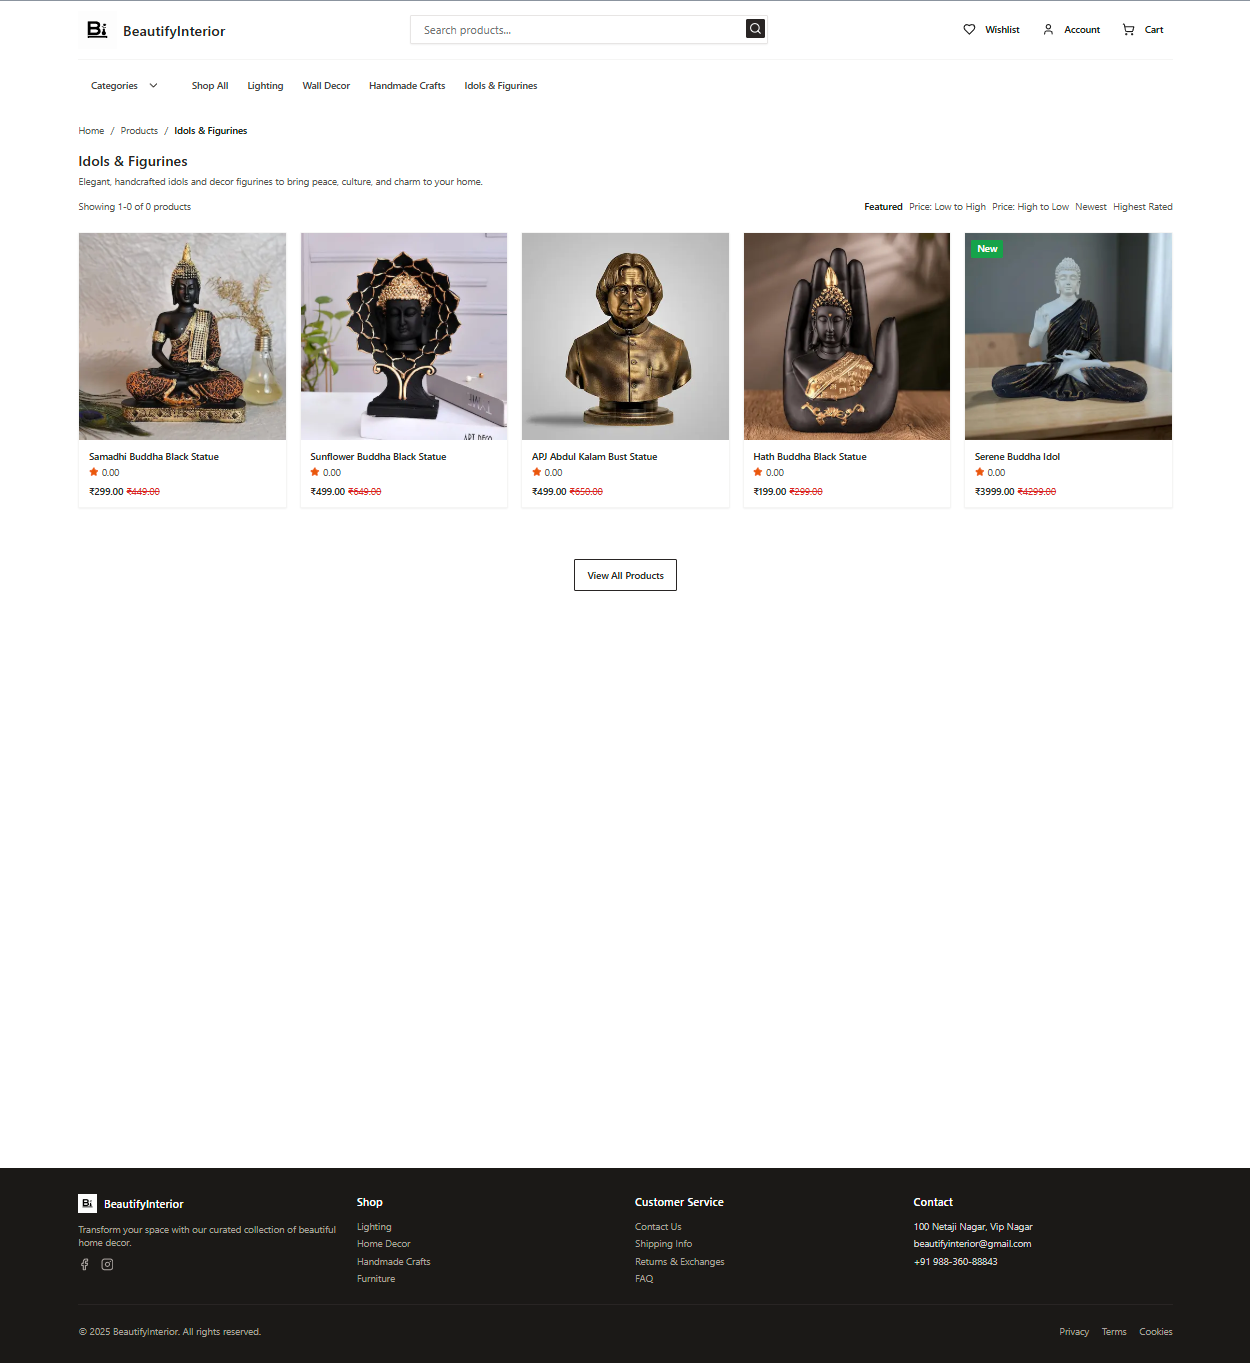 Bi BeautifyInterior
Search products...
Wishlist Account Cart
Categories Shop All Lighting Wall Decor Handmade Crafts Idols & Figurines
Home / Products / Idols & Figurines
Idols & Figurines
Elegant, handcrafted idols and decor figurines to bring peace, culture, and charm to your home.
Showing 1-0 of 0 products
Featured Price: Low to High Price: High to Low Newest Highest Rated
New
ART DECO
Samadhi Buddha Black Statue
0.00
₹299.00 ₹449.00
Sunflower Buddha Black Statue
0.00
₹499.00 ₹649.00
APJ Abdul Kalam Bust Statue
0.00
₹499.00 ₹650.00
Hath Buddha Black Statue
0.00
₹199.00 ₹299.00
Serene Buddha Idol
0.00
₹3999.00 ₹4299.00
View All Products
Bi BeautifyInterior
Transform your space with our curated collection of beautiful
home decor.
Shop
Lighting
Home Decor
Handmade Crafts
Furniture
Customer Service
Contact Us
Shipping Info
Returns & Exchanges
FAQ
Contact
100 Netaji Nagar, Vip Nagar
beautifyinterior@gmail.com
+91 988-360-88843
© 2025 BeautifyInterior. All rights reserved.
Privacy Terms Cookies